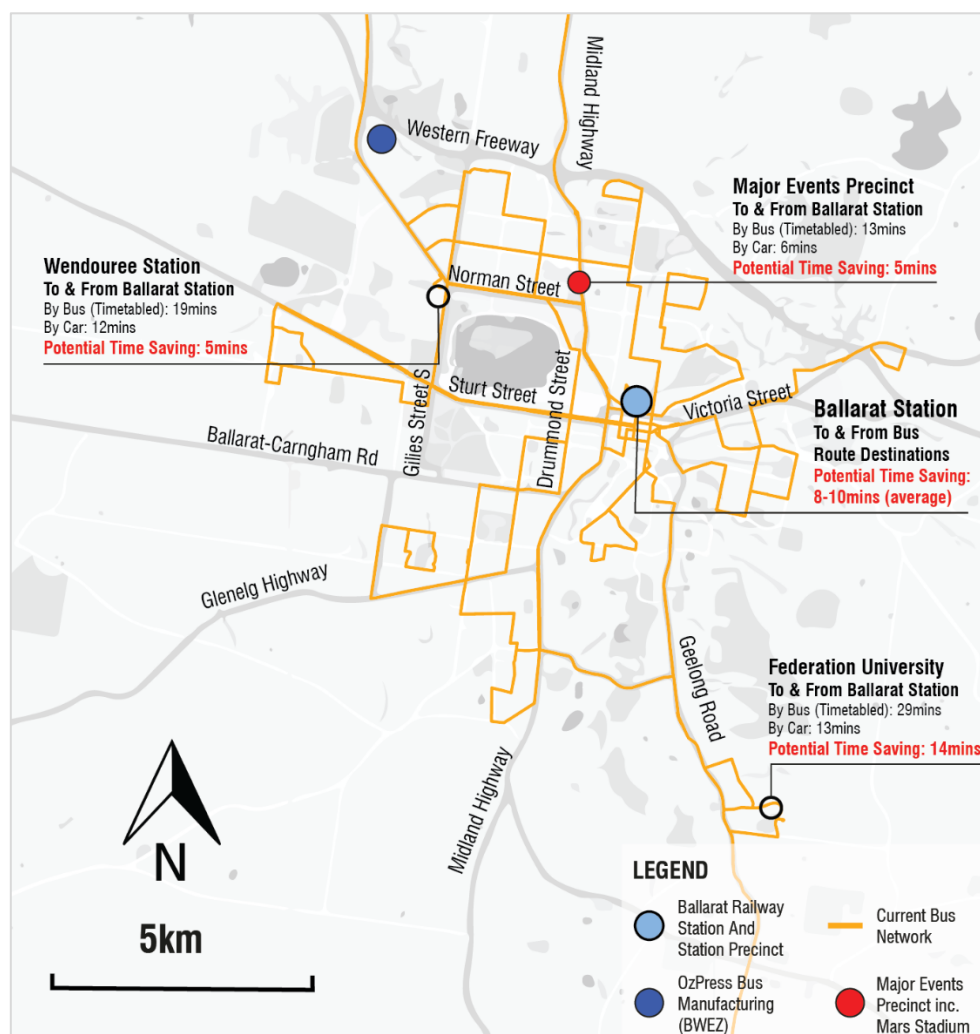 Midland Highway
Western Freeway
Major Events Precinct
To & From Ballarat Station
By Bus (Timetabled): 13mins
By Car: 6mins
Potential Time Saving: 5mins
Wendouree Station
To & From Ballarat Station
By Bus (Timetabled): 19mins
By Car: 12mins
Potential Time Saving: 5mins
Norman Street
Sturt Street
Drummond Street
Victoria Street
Gilies Street S
Ballarat-Carngham Rd
Ballarat Station
To & From Bus
Route Destinations
Potential Time Saving:
8-10mins (average)
Glenelg Highway
Geelong Road
Midland Highway
Federation University
To & From Ballarat Station
By Bus (Timetabled): 29mins
By Car: 13mins
Potential Time Saving: 14mins
N
5km
LEGEND
Ballarat Railway
Station And
Station Precinct
Current Bus
Network
OzPress Bus
Manufacturing
(BWEZ)
Major Events
Precinct inc.
Mars Stadium